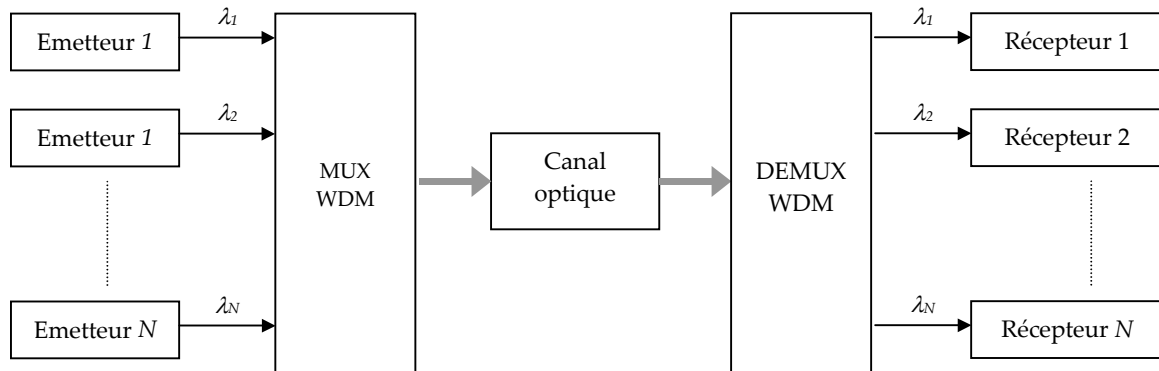 λ1
Emetteur 1
λ2
Emetteur 1
λN
Emetteur N
MUX
WDM
Canal
optique
DEMUX
WDM
λ1
Récepteur 1
λ2
Récepteur 2
λN
Récepteur N